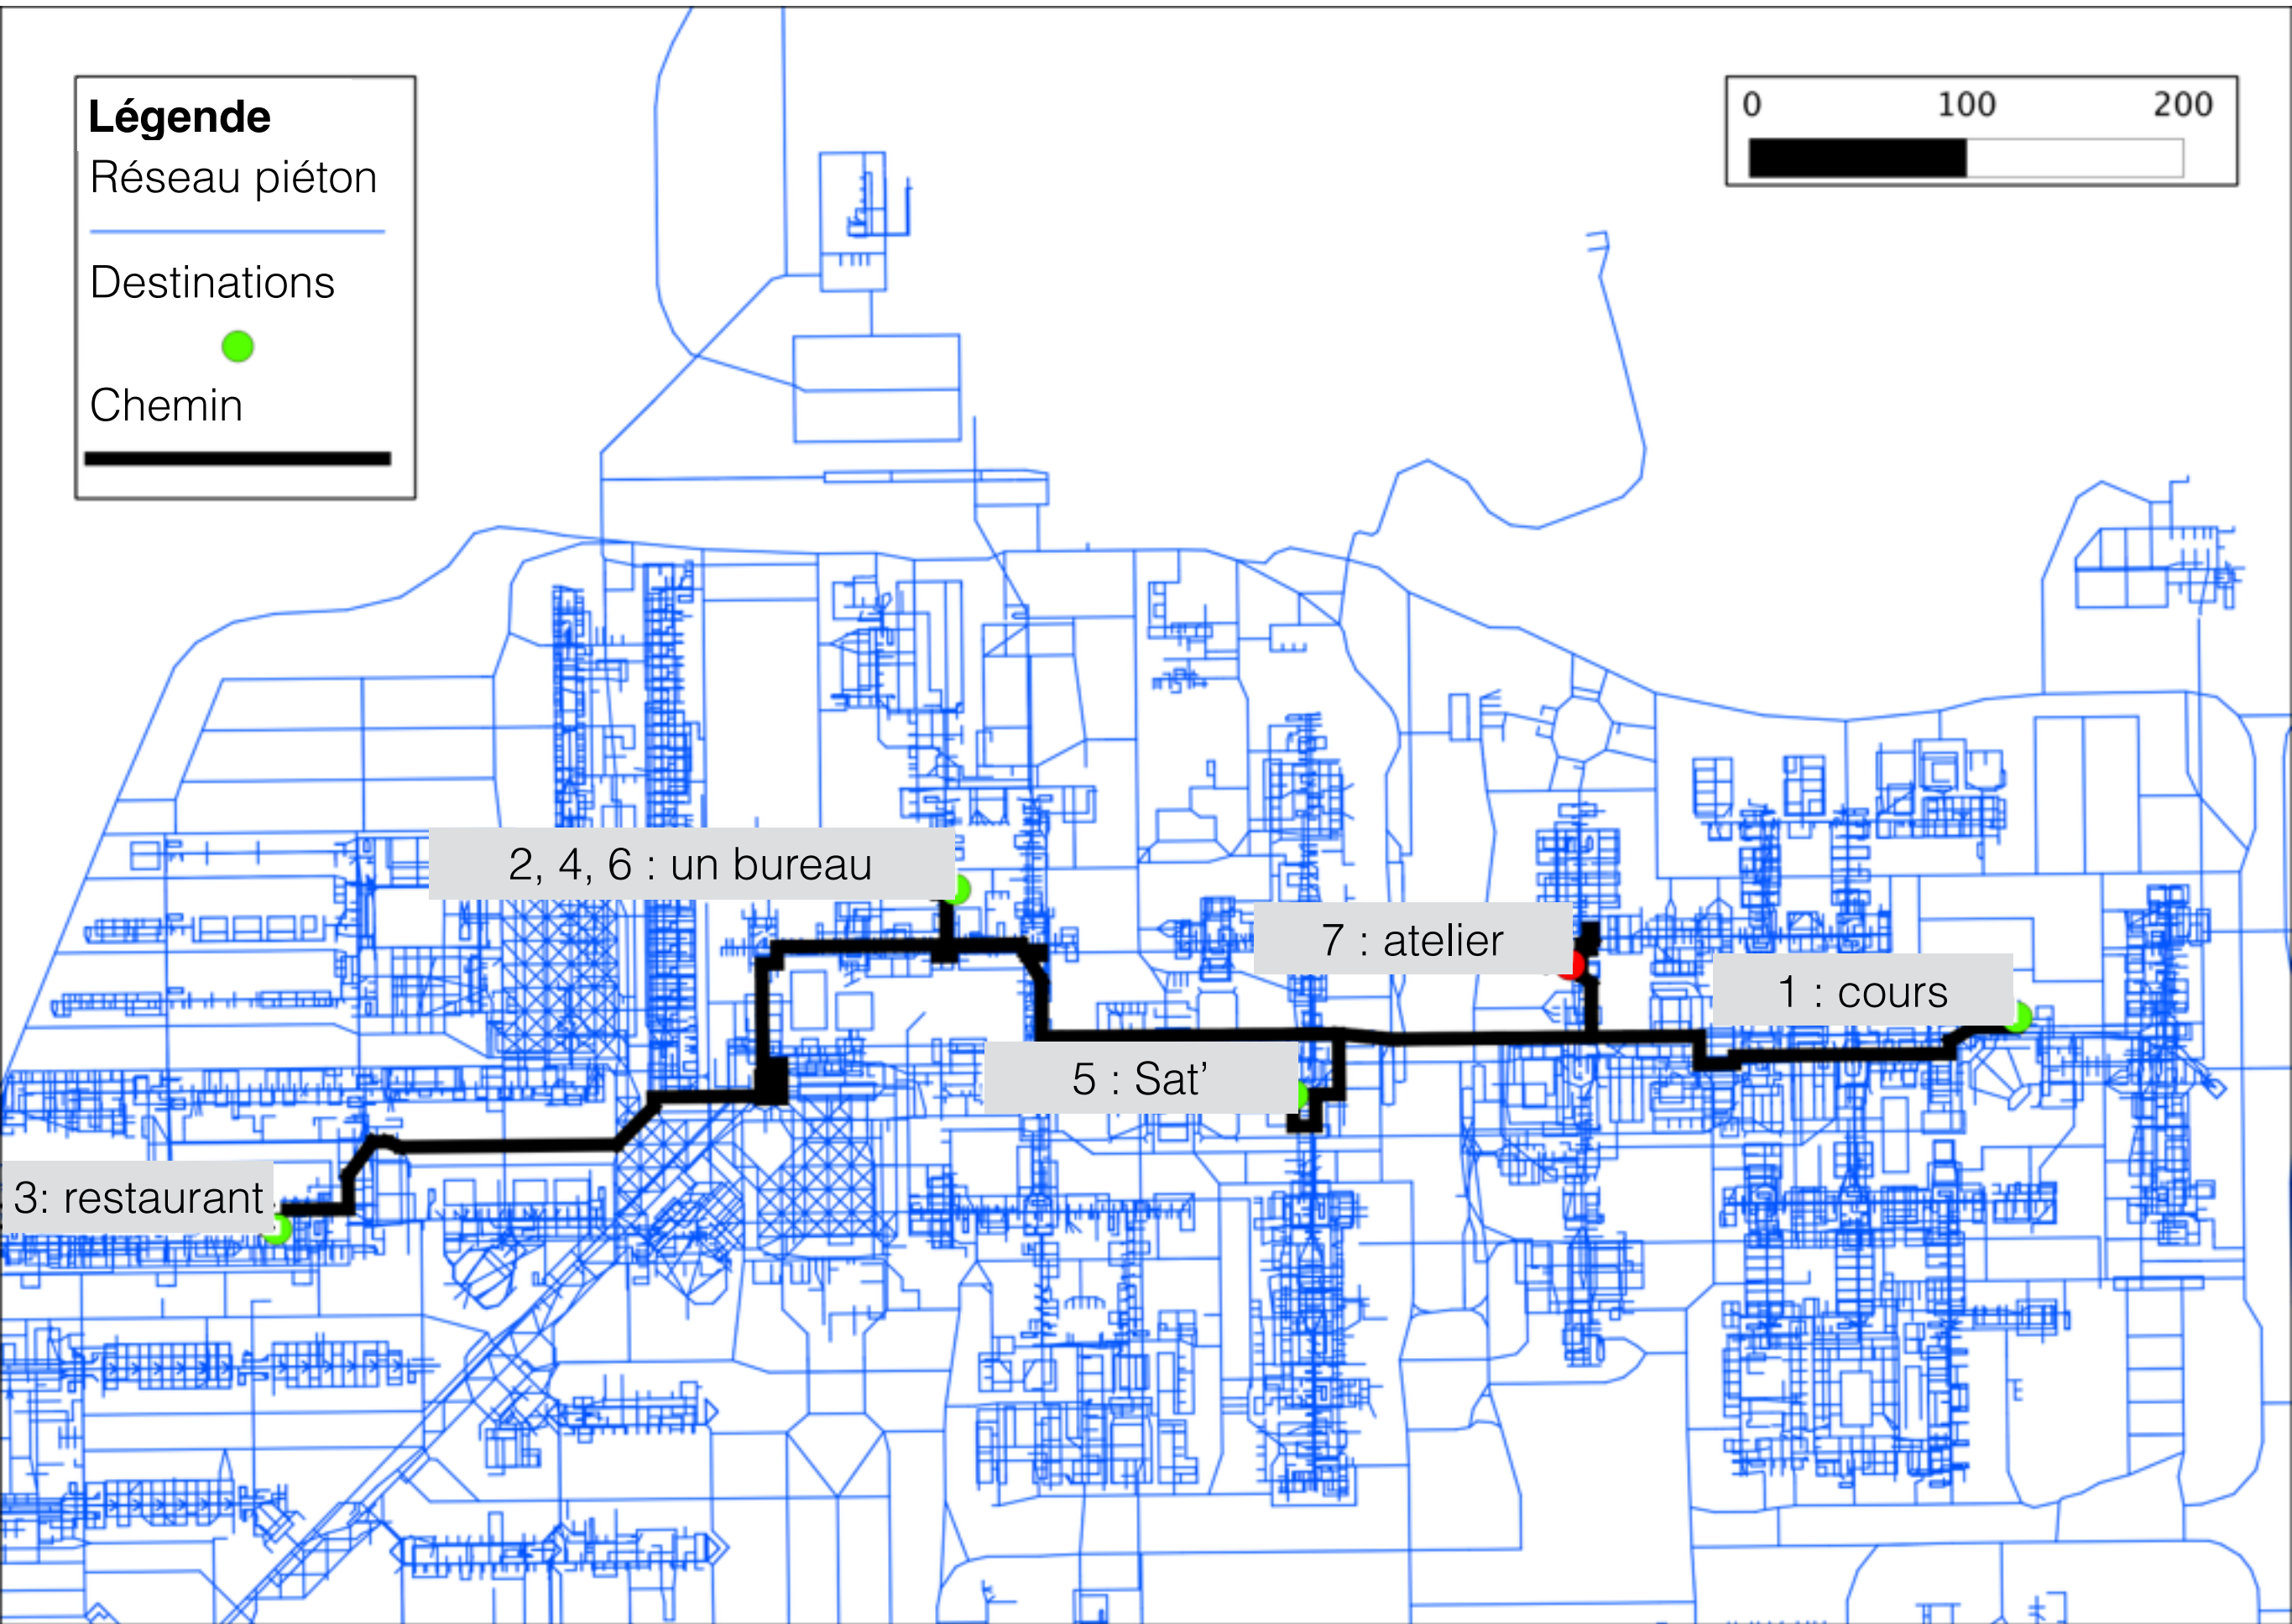 Légende
Réseau piéton
Destinations
Chemin
0 100 200
2, 4, 6 : un bureau
7 : atelier
1 : cours
5 : Sat’
3: restaurant